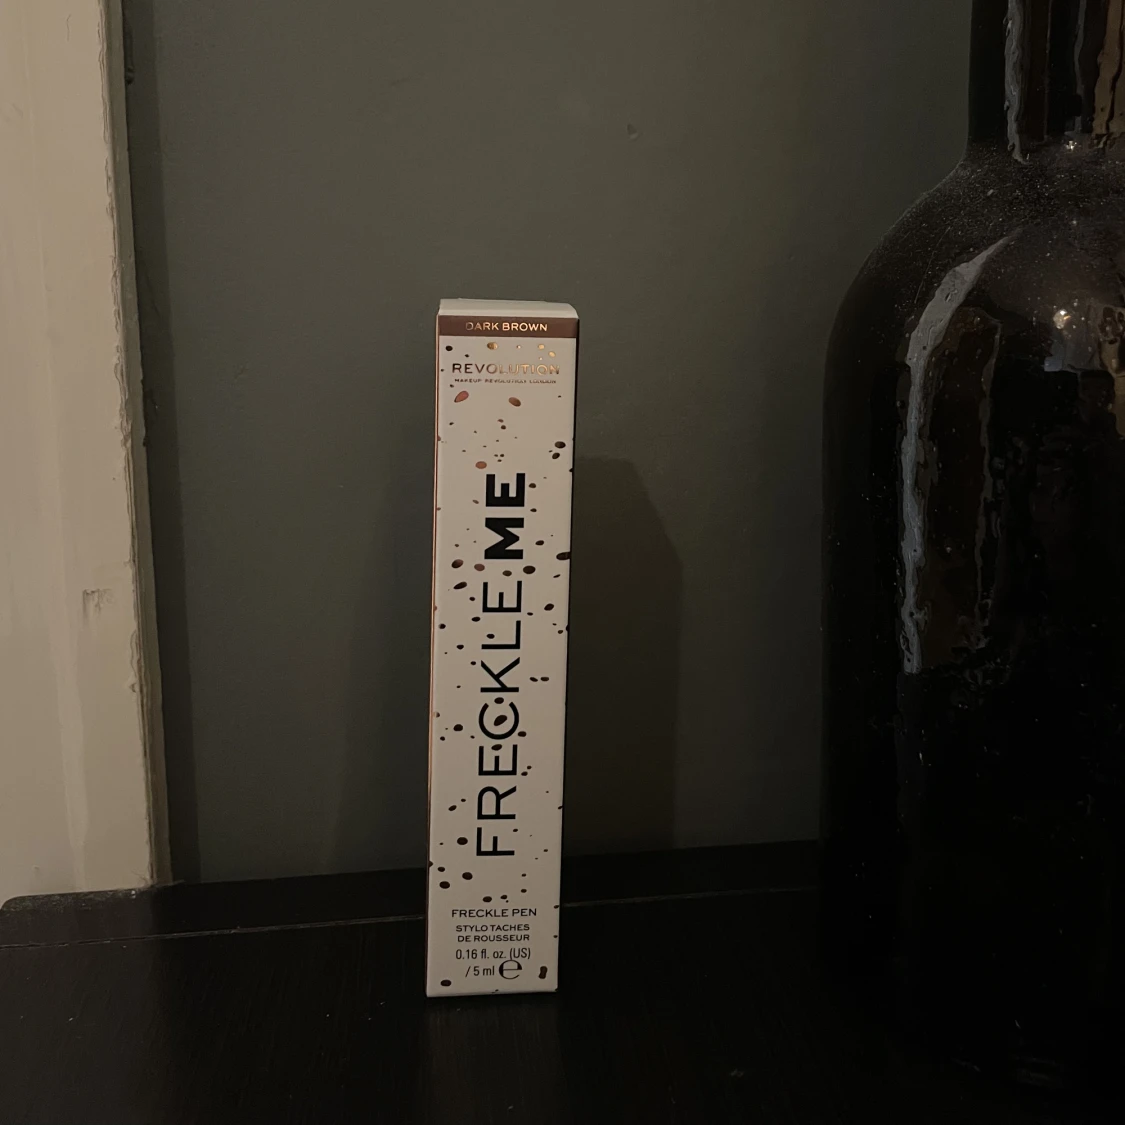 DARK BROWN
REVOLUTION
MAKEUP REVOLUTION LONDON
FRECKLE ME
FRECKLE PEN
STYLO TACHES
DE ROUSSEUR
0.16 fl. oz. (US)
/ 5 ml ℮